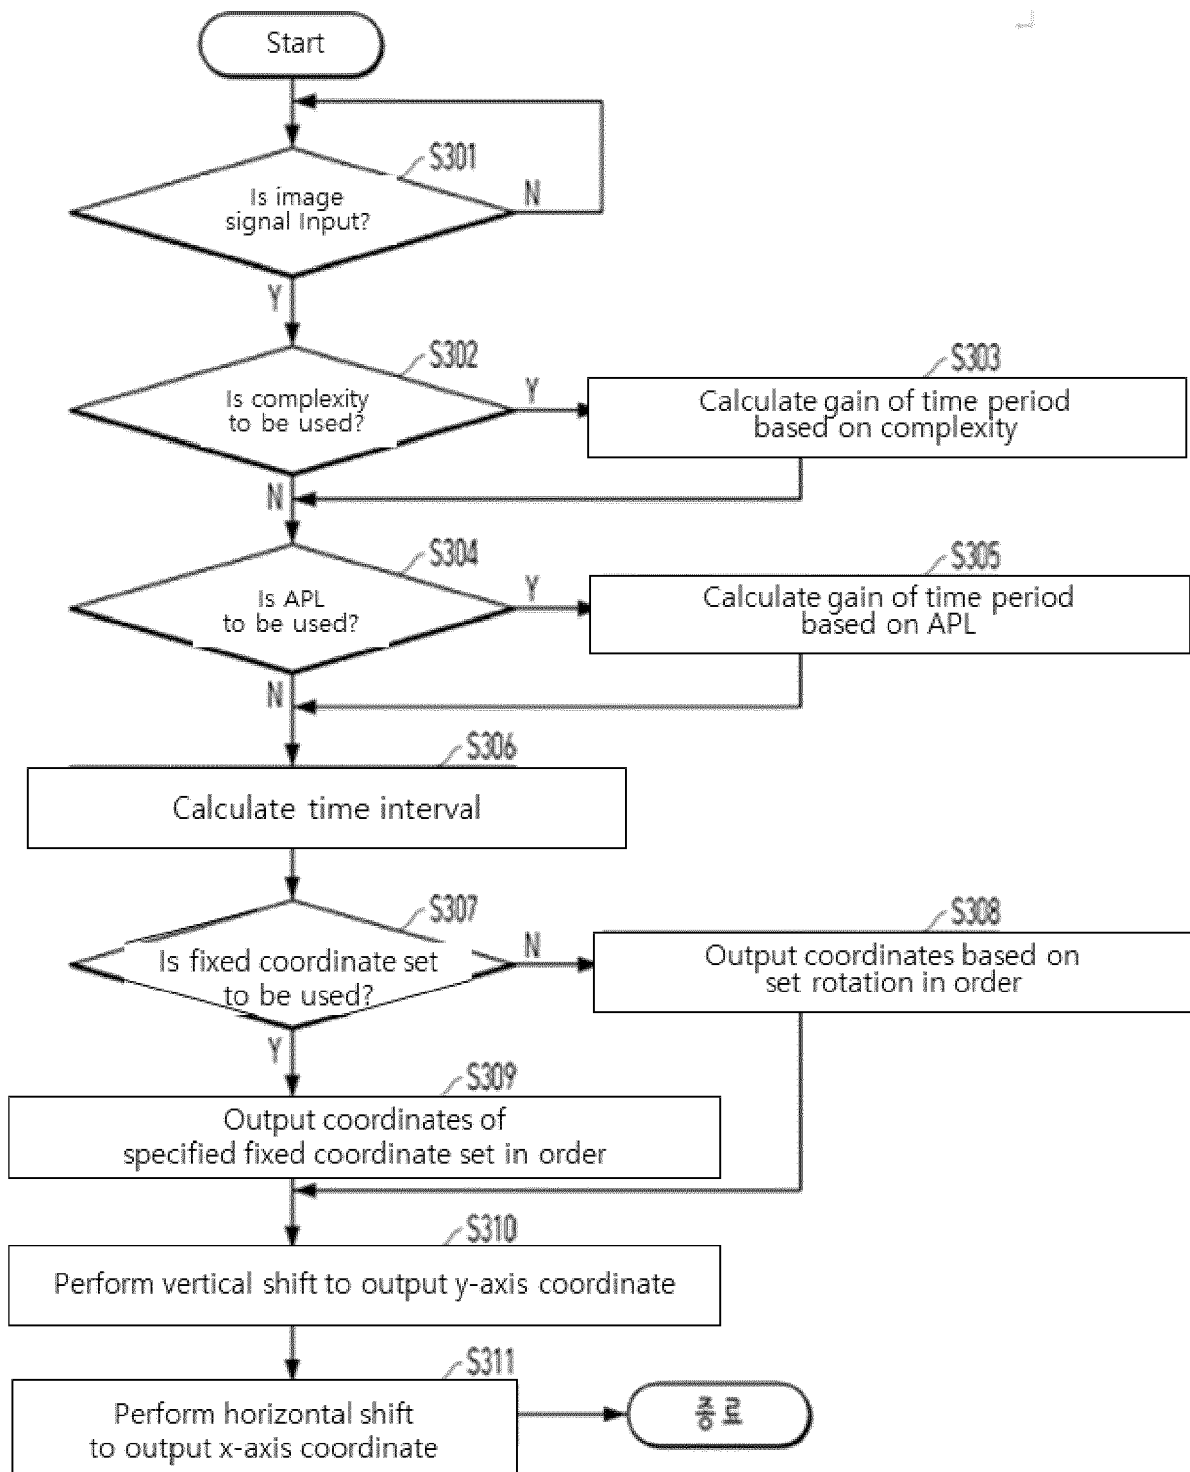 Start
S301
Is image
signal Input?
N
Y
S302
Is complexity
to be used?
Y
S303
Calculate gain of time period
based on complexity
N
S304
Is APL
to be used?
Y
S305
Calculate gain of time period
based on APL
N
S306
Calculate time interval
S307
Is fixed coordinate set
to be used?
N
S308
Output coordinates based on
set rotation in order
Y
S309
Output coordinates of
specified fixed coordinate set in order
S310
Perform vertical shift to output y-axis coordinate
S311
Perform horizontal shift
to output x-axis coordinate
종료